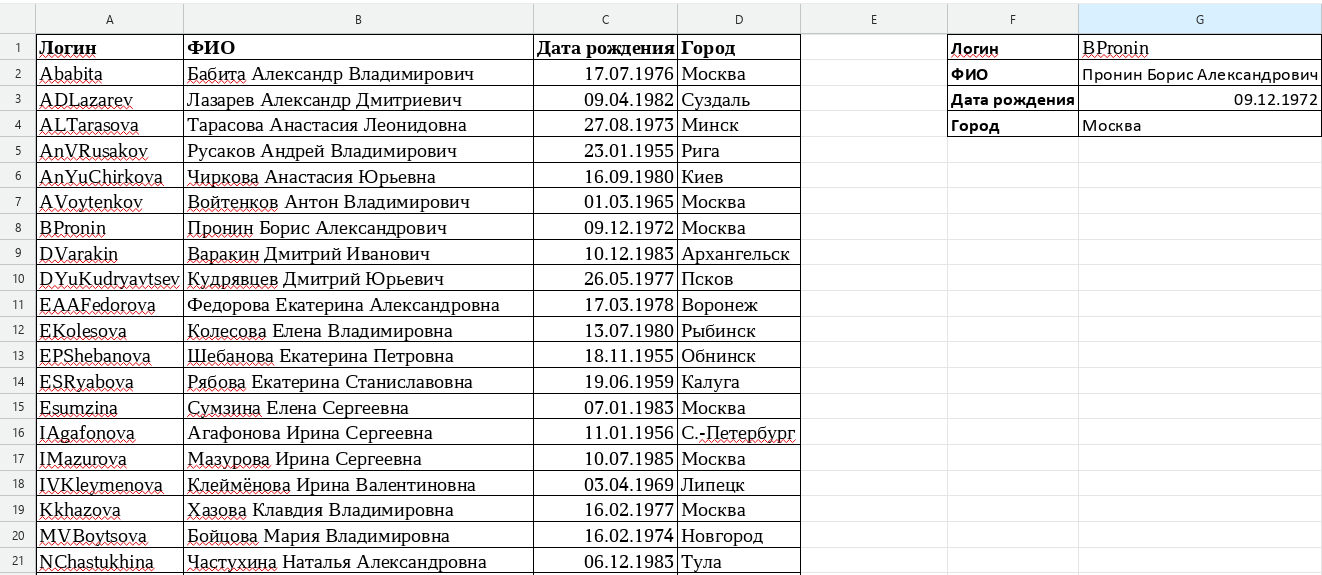 A B C D E F G
1 Логин ФИО Дата рождения Город Логин BPronin
2 Ababita Бабита Александр Владимирович 17.07.1976 Москва ФИО Пронин Борис Александрович
3 ADLazarev Лазарев Александр Дмитриевич 09.04.1982 Суздаль Дата рождения 09.12.1972
4 ALTarasova Тарасова Анастасия Леонидовна 27.08.1973 Минск Город Москва
5 AnVRusakov Русаков Андрей Владимирович 23.01.1955 Рига
6 AnYuChirkova Чиркова Анастасия Юрьевна 16.09.1980 Киев
7 AVoytenkov Войтенков Антон Владимирович 01.03.1965 Москва
8 BPronin Пронин Борис Александрович 09.12.1972 Москва
9 DVarakin Варакин Дмитрий Иванович 10.12.1983 Архангельск
10 DYuKudryavtsev Кудрявцев Дмитрий Юрьевич 26.05.1977 Псков
11 EAAFedorova Федорова Екатерина Александровна 17.03.1978 Воронеж
12 EKolesova Колесова Елена Владимировна 13.07.1980 Рыбинск
13 EPShebanova Шебанова Екатерина Петровна 18.11.1955 Обнинск
14 ESRyabova Рябова Екатерина Станиславовна 19.06.1959 Калуга
15 Esumzina Сумзина Елена Сергеевна 07.01.1983 Москва
16 IAgafonova Агафонова Ирина Сергеевна 11.01.1956 С.-Петербург
17 IMazurova Мазурова Ирина Сергеевна 10.07.1985 Москва
18 IVKleymenova Клеймёнова Ирина Валентиновна 03.04.1969 Липецк
19 Kkhazova Хазова Клавдия Владимировна 16.02.1977 Москва
20 MVBoytsova Бойцова Мария Владимировна 16.02.1974 Новгород
21 NChastukhina Частухина Наталья Александровна 06.12.1983 Тула